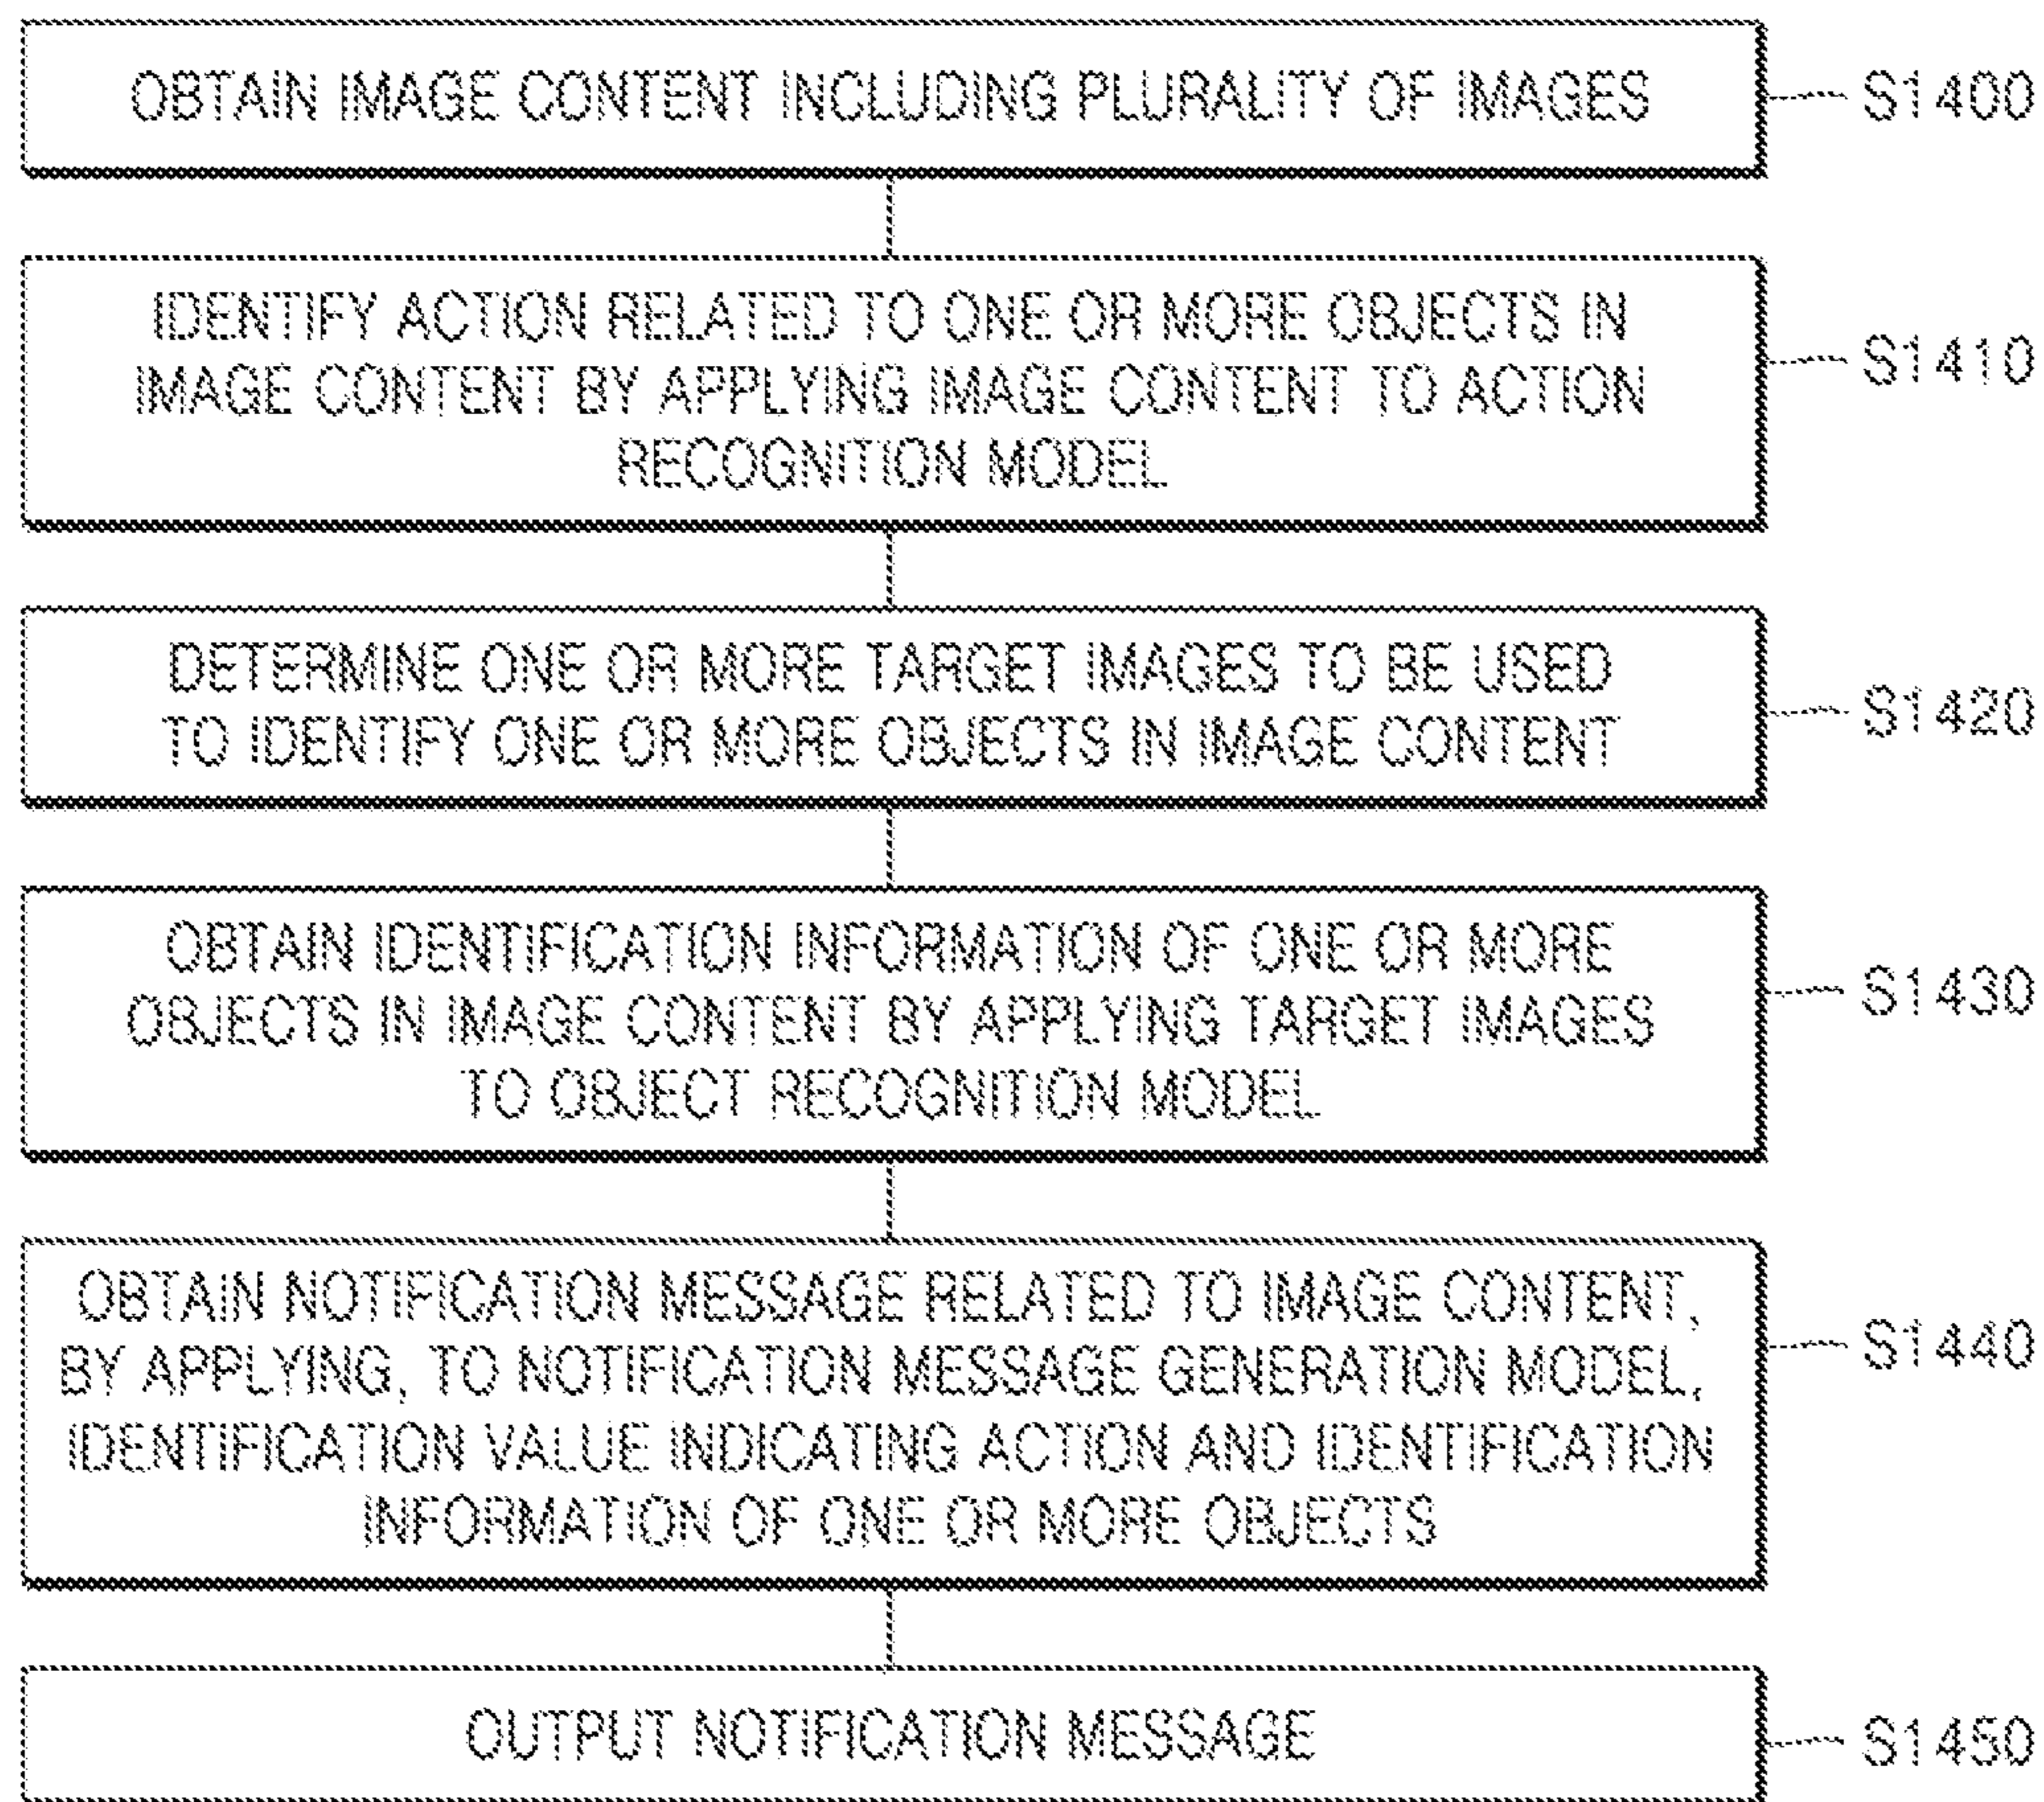 OBTAIN IMAGE CONTENT INCLUDING PLURALITY OF IMAGES
S1400
IDENTIFY ACTION RELATED TO ONE OR MORE OBJECTS IN
IMAGE CONTENT BY APPLYING IMAGE CONTENT TO ACTION
RECOGNITION MODEL
S1410
DETERMINE ONE OR MORE TARGET IMAGES TO BE USED
TO IDENTIFY ONE OR MORE OBJECTS IN IMAGE CONTENT
S1420
OBTAIN IDENTIFICATION INFORMATION OF ONE OR MORE
OBJECTS IN IMAGE CONTENT BY APPLYING TARGET IMAGES
TO OBJECT RECOGNITION MODEL
S1430
OBTAIN NOTIFICATION MESSAGE RELATED TO IMAGE CONTENT,
BY APPLYING, TO NOTIFICATION MESSAGE GENERATION MODEL,
IDENTIFICATION VALUE INDICATING ACTION AND IDENTIFICATION
INFORMATION OF ONE OR MORE OBJECTS
S1440
OUTPUT NOTIFICATION MESSAGE
S1450